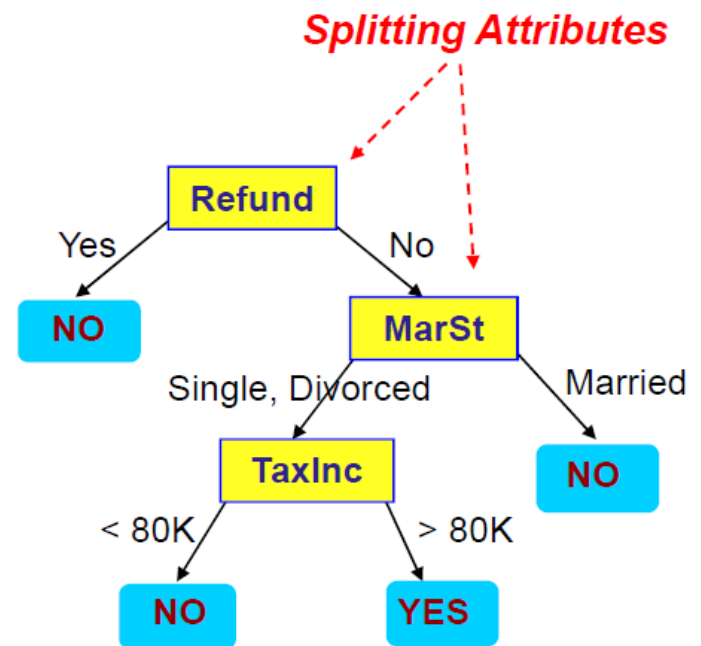 Splitting Attributes
Refund
Yes
No
NO
MarSt
Single, Divorced
Married
TaxInc
NO
< 80K
> 80K
NO
YES